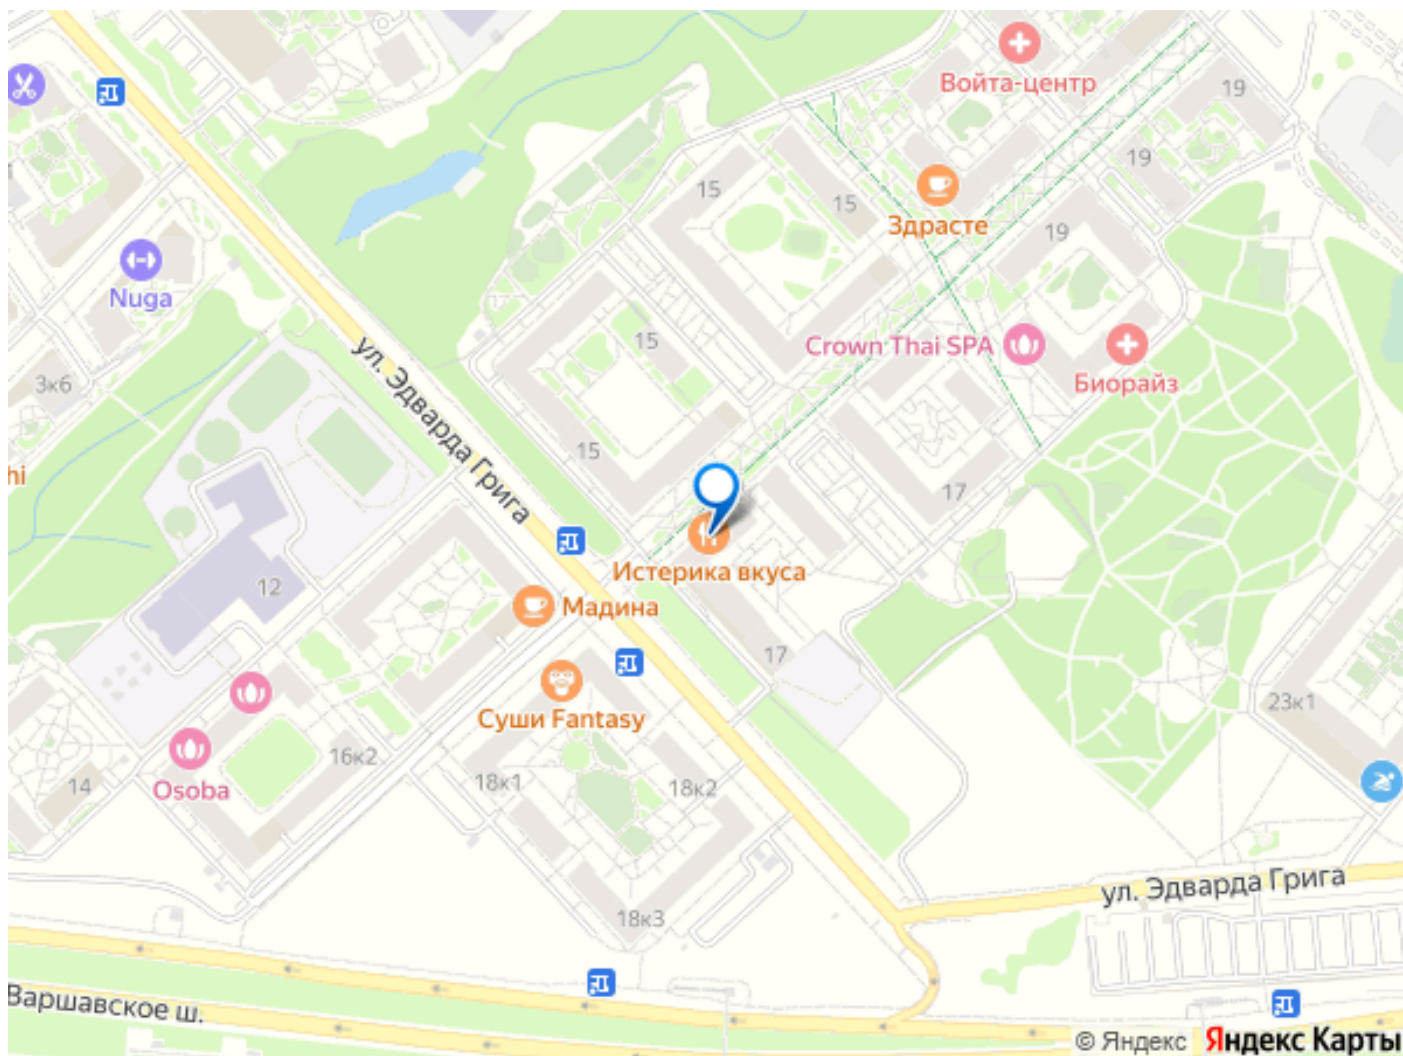 Войта-центр
19
19
15
15
Здрасте
19
Nuga
15
Crown Thai SPA
Биорайз
ул. Эдварда Грига
3к6
15
hi
17
Истерика вкуса
12
Мадина
17
Суши Fantasy
23к1
16к2
18к1
18к2
14
Osoba
ул. Эдварда Грига
18к3
Варшавское ш.
© Яндекс Яндекс Карты